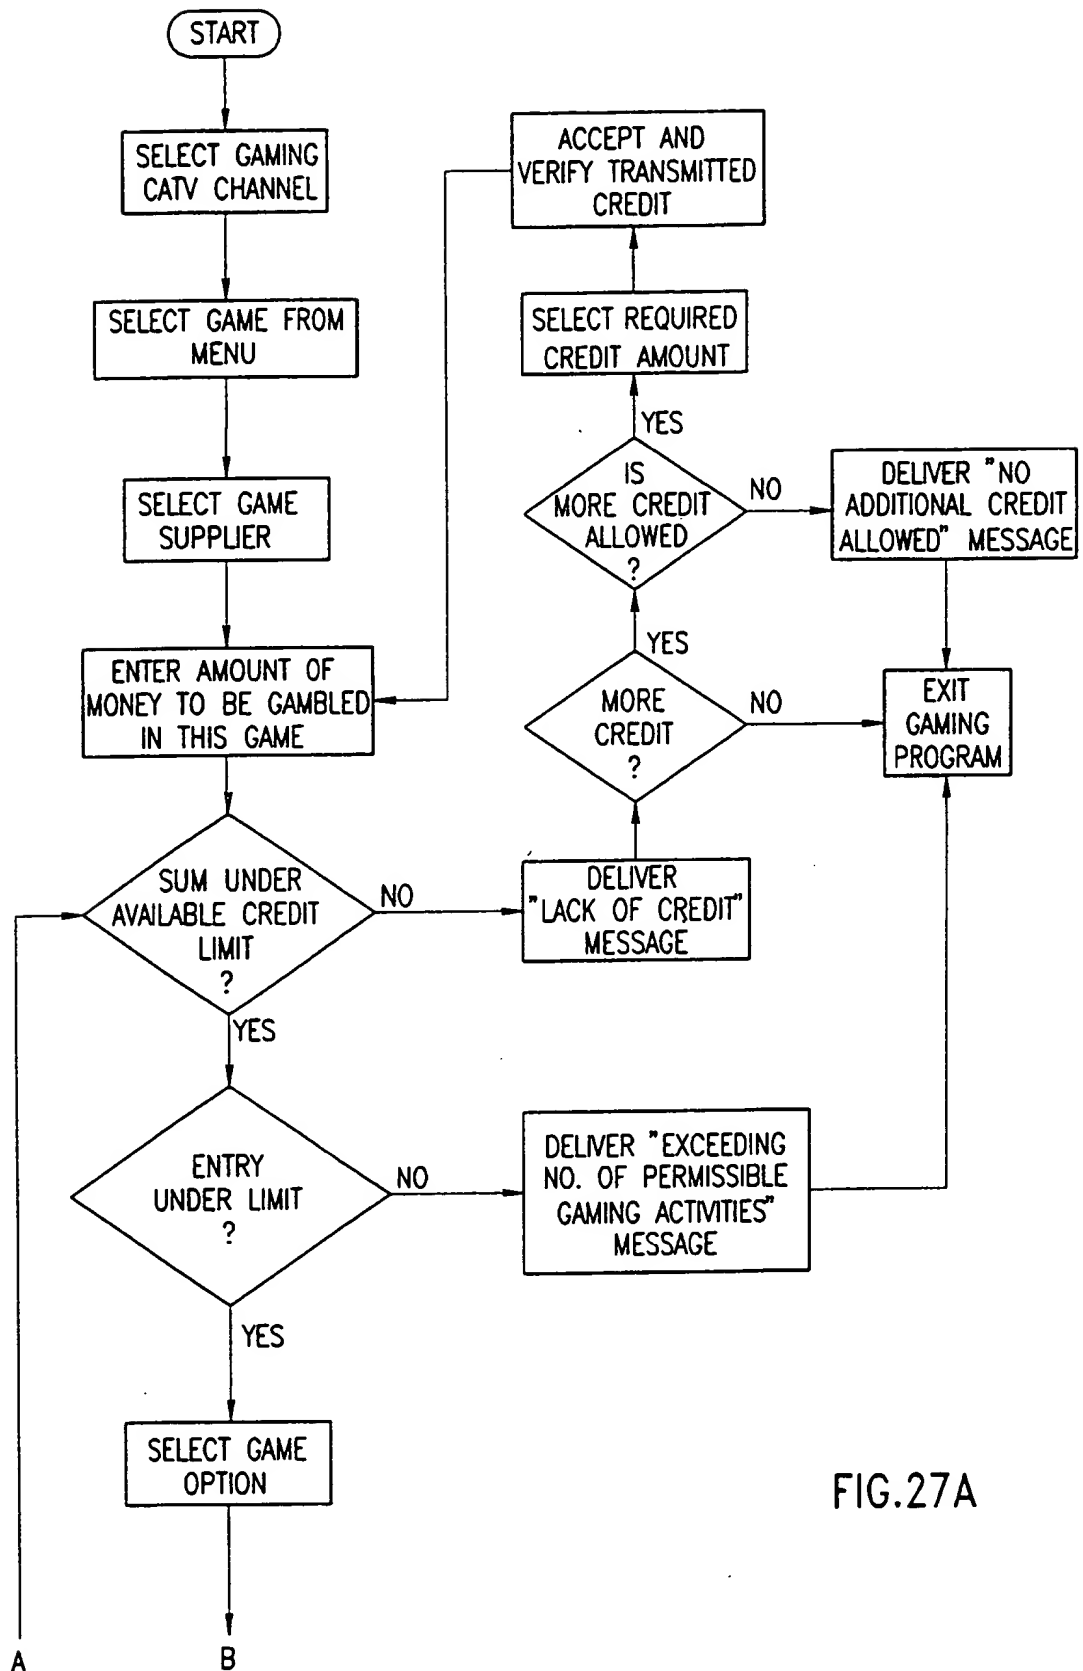 START
SELECT GAMING
CATV CHANNEL
SELECT GAME FROM
MENU
SELECT GAME
SUPPLIER
ENTER AMOUNT OF
MONEY TO BE GAMBLED
IN THIS GAME
SUM UNDER
AVAILABLE CREDIT
LIMIT
?
NO
YES
ENTRY
UNDER LIMIT
?
NO
YES
SELECT GAME
OPTION
A
B
ACCEPT AND
VERIFY TRANSMITTED
CREDIT
SELECT REQUIRED
CREDIT AMOUNT
YES
IS
MORE CREDIT
ALLOWED
?
NO
DELIVER "NO
ADDITIONAL CREDIT
ALLOWED" MESSAGE
YES
MORE
CREDIT
?
NO
EXIT
GAMING
PROGRAM
DELIVER
"LACK OF CREDIT"
MESSAGE
DELIVER "EXCEEDING
NO. OF PERMISSIBLE
GAMING ACTIVITIES"
MESSAGE
FIG.27A